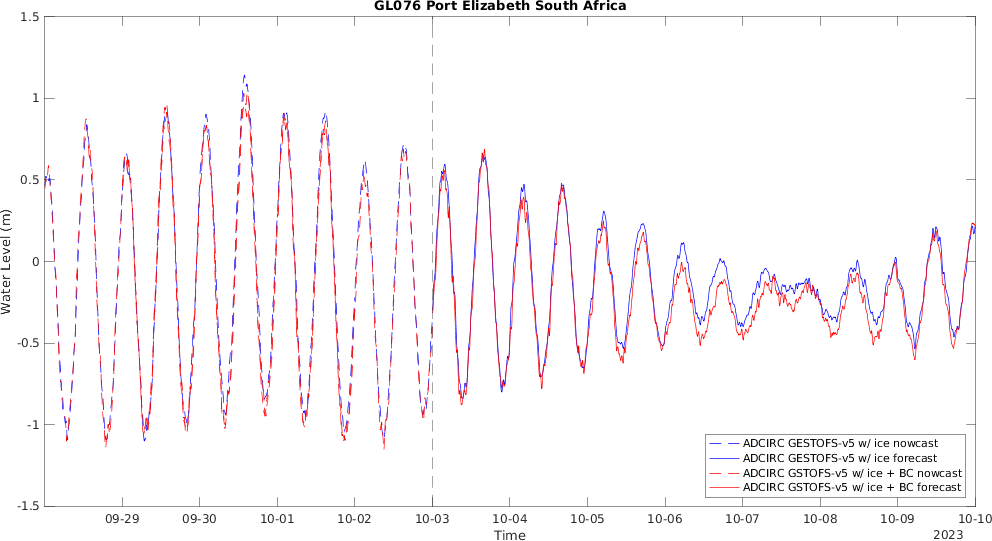 GL076 Port Elizabeth South Africa
1.5
1
0.5
0
-0.5
-1
-1.5
Water Level (m)
09-29 09-30 10-01 10-02 10-03 10-04 10-05 10-06 10-07 10-08 10-09 10-10
Time
2023
ADCIRC GESTOFS-v5 w/ ice nowcast
ADCIRC GESTOFS-v5 w/ ice forecast
ADCIRC GSTOFS-v5 w/ ice + BC nowcast
ADCIRC GSTOFS-v5 w/ ice + BC forecast